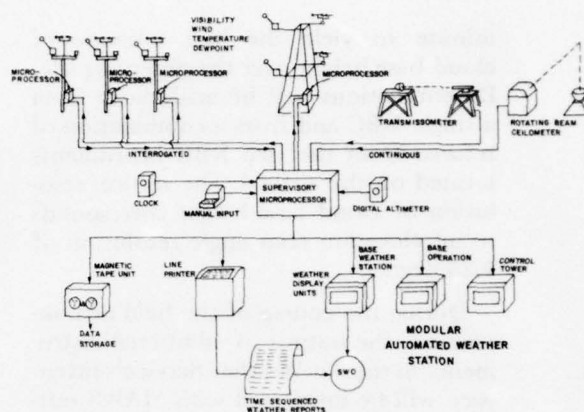 VISIBILITY
WIND
TEMPERATURE
DEWPOINT
MICRO-
PROCESSOR
MICRO-
PROCESSOR
MICROPROCESSOR
MICROPROCESSOR
TRANSMISSOMETER
ROTATING BEAM
CEILOMETER
INTERROGATED
CONTINUOUS
CLOCK
MANUAL INPUT
SUPERVISORY
MICROPROCESSOR
DIGITAL ALTIMETER
MAGNETIC
TAPE UNIT
LINE
PRINTER
WEATHER
DISPLAY
UNITS
BASE
WEATHER
STATION
BASE
OPERATION
CONTROL
TOWER
DATA
STORAGE
MODULAR
AUTOMATED WEATHER
STATION
SWO
TIME SEQUENCED
WEATHER REPORTS